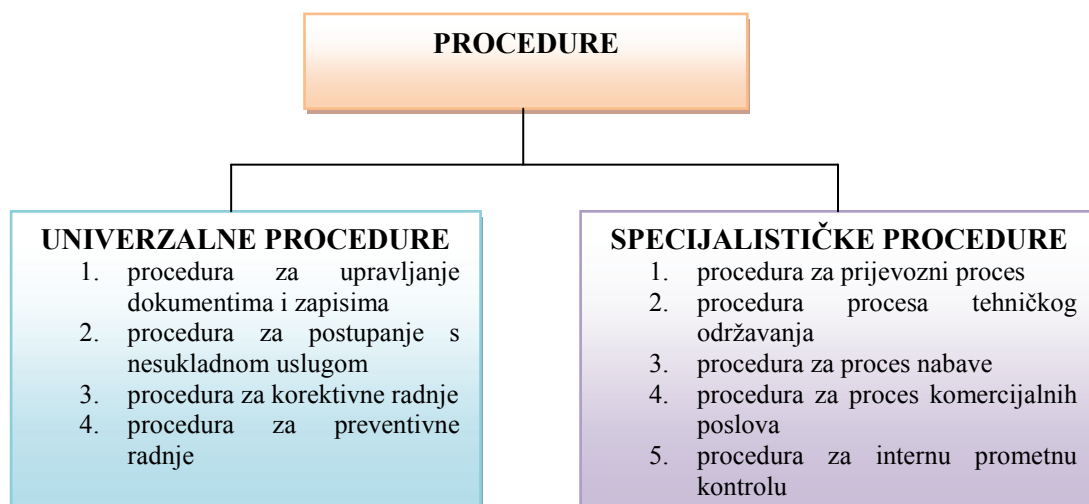 PROCEDURE
UNIVERZALNE PROCEDURE
1. procedura za upravljanje
dokumentima i zapisima
2. procedura za postupanje s
nesukladnom uslugom
3. procedura za korektivne radnje
4. procedura za preventivne
radnje
SPECIJALISTIČKE PROCEDURE
1. procedura za prijevozni proces
2. procedura procesa tehničkog
održavanja
3. procedura za proces nabave
4. procedura za proces komercijalnih
poslova
5. procedura za internu prometnu
kontrolu